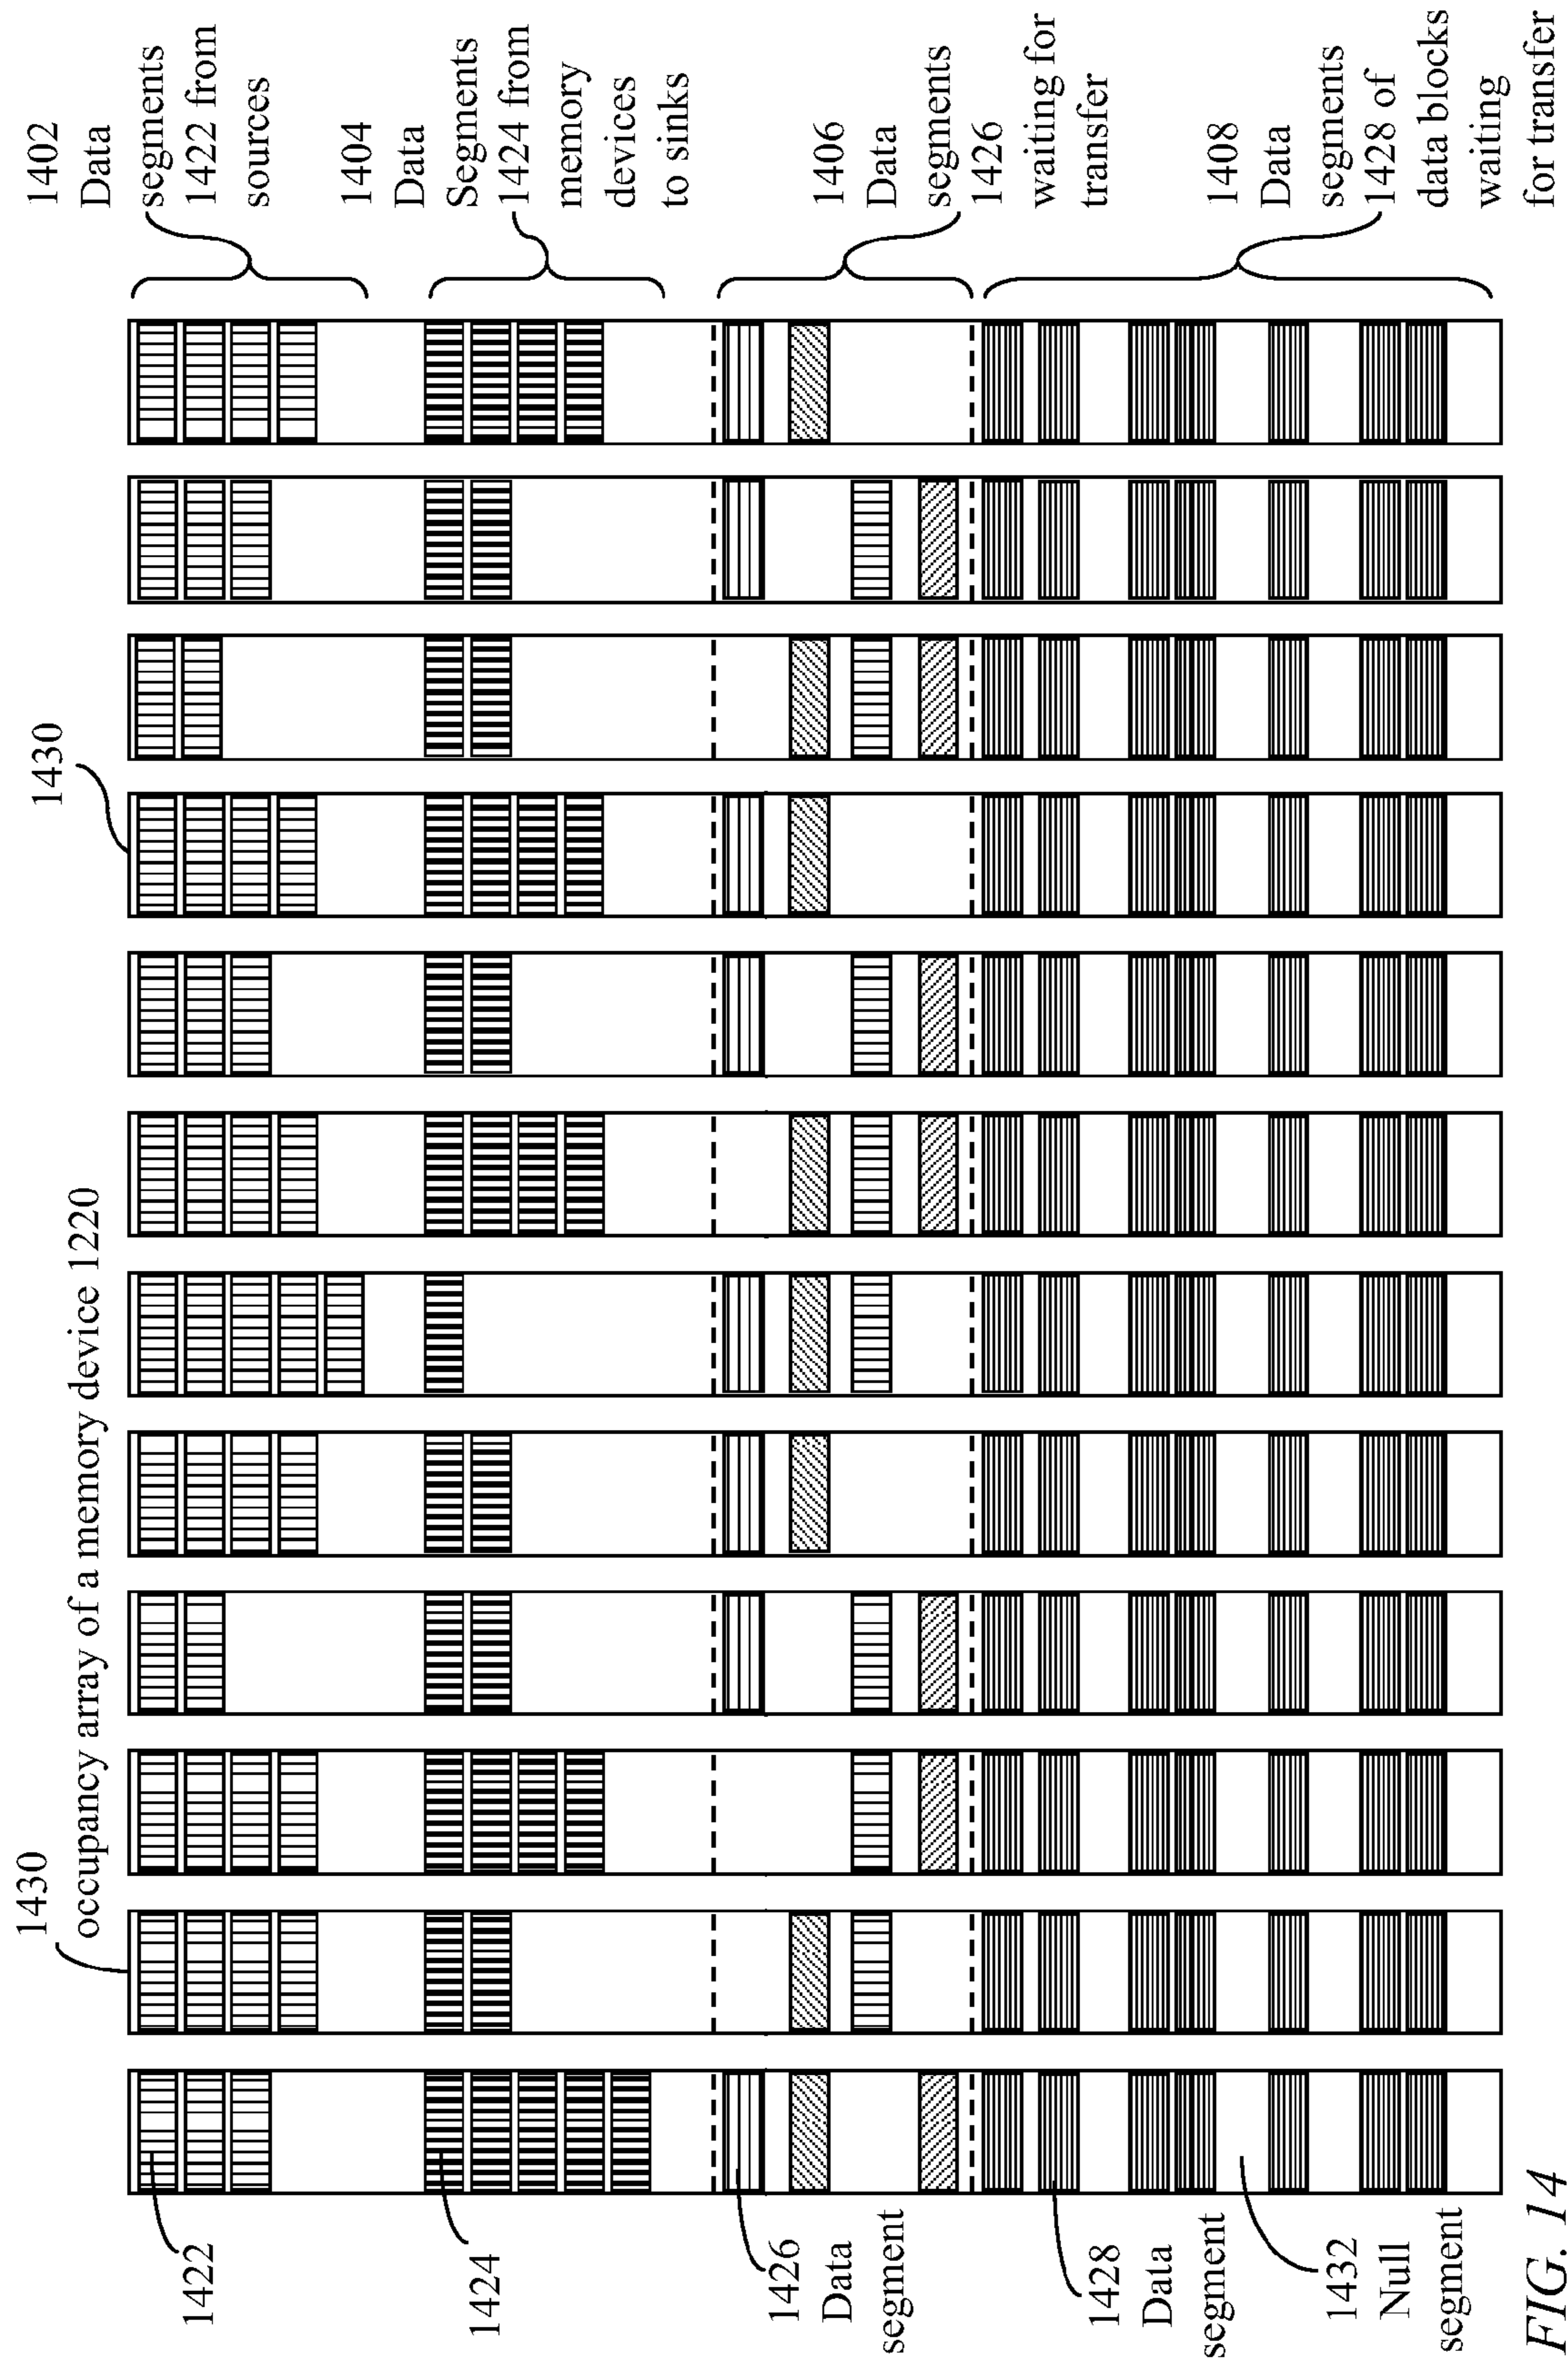 1430
occupancy array of a memory device 1220
1430
1402
Data
segments
1422 from
sources
1404
Data
Segments
1424 from
memory
devices
to sinks
1406
Data
segments
1426
waiting for
transfer
1408
Data
segments
1428 of
data blocks
waiting
for transfer
1422
1424
1426
Data
segment
1428
Data
segment
1432
Null
segment
FIG. 14